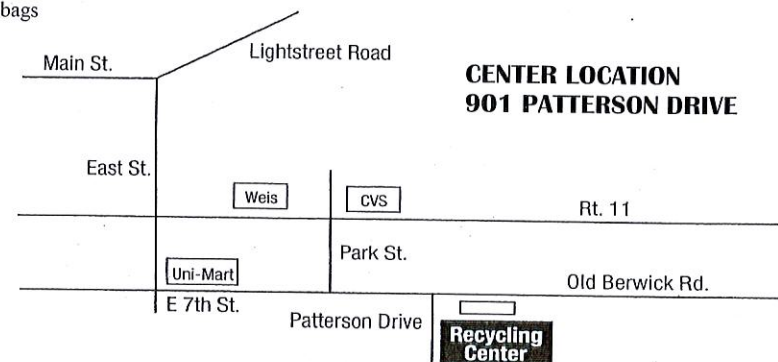 bags
Main St.
Lightstreet Road
CENTER LOCATION
901 PATTERSON DRIVE
East St.
Weis
CVS
Rt. 11
Park St.
Uni-Mart
Old Berwick Rd.
E 7th St.
Patterson Drive
Recycling
Center